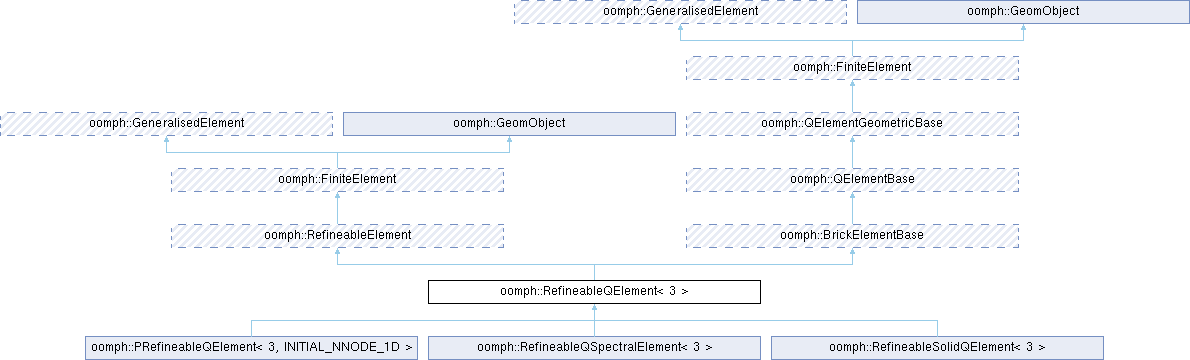 oomph::GeneralisedElement
oomph::GeomObject
oomph::FiniteElement
oomph::GeneralisedElement
oomph::GeomObject
oomph::QElementGeometricBase
oomph::FiniteElement
oomph::QElementBase
oomph::RefineableElement
oomph::BrickElementBase
oomph::RefineableQElement< 3 >
oomph::PRefineableQElement< 3, INITIAL_NNODE_1D >
oomph::RefineableQSpectralElement< 3 >
oomph::RefineableSolidQElement< 3 >